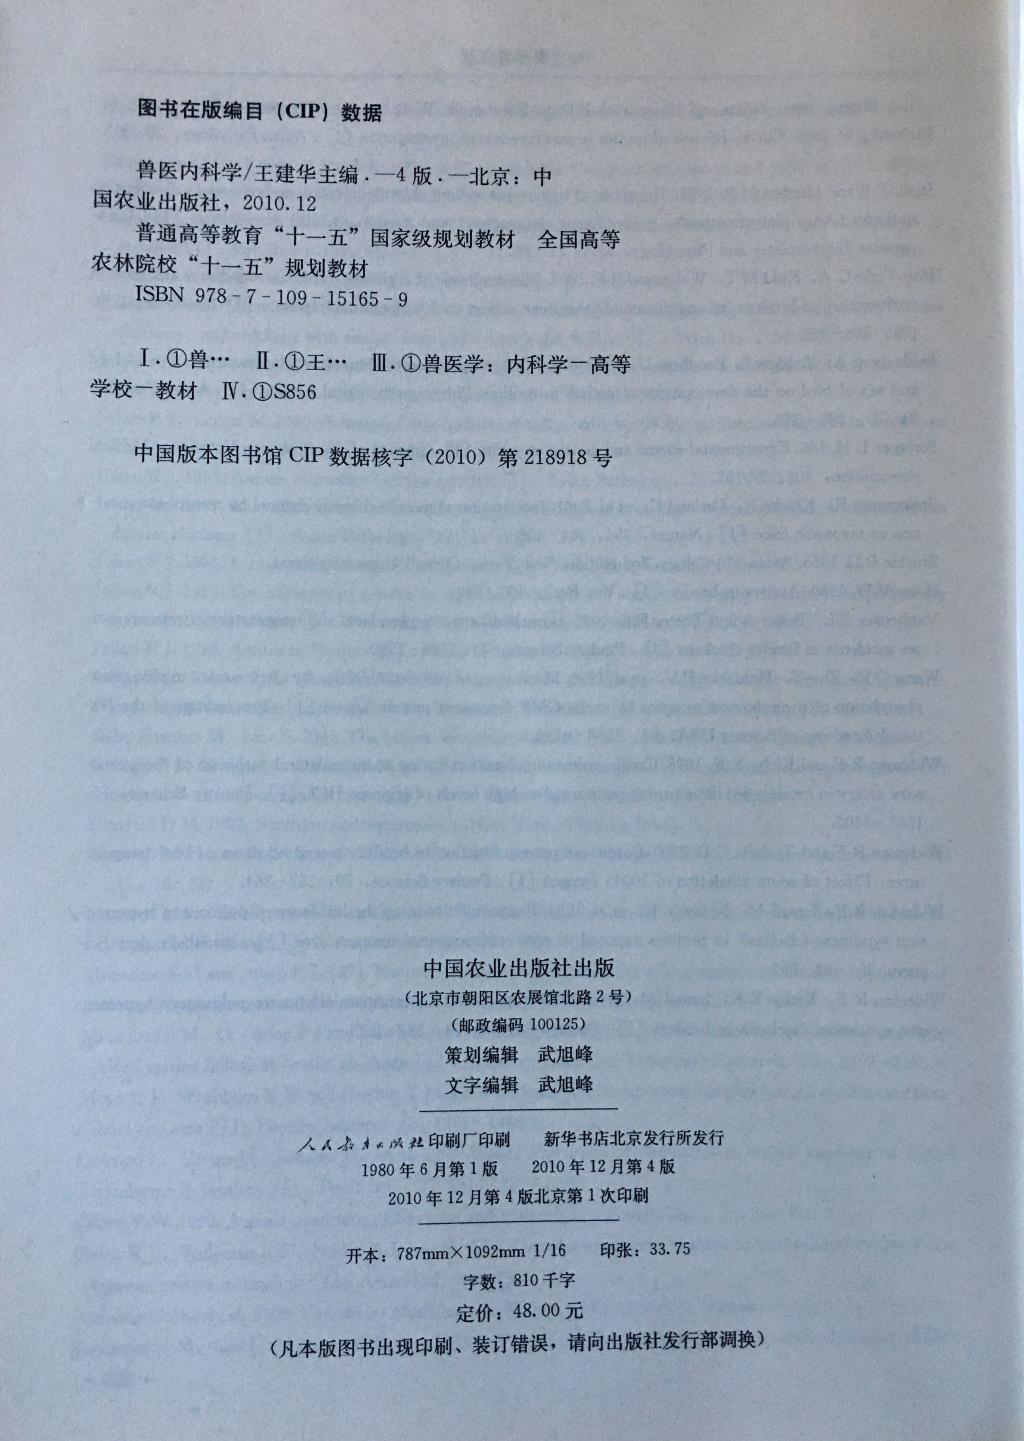 图书在版编目（CIP）数据
兽医内科学/王建华主编．—4版．—北京：中
国农业出版社，2010.12
普通高等教育“十一五”国家级规划教材　全国高等
农林院校“十一五”规划教材
ISBN 978-7-109-15165-9
Ⅰ.①兽…　Ⅱ.①王…　Ⅲ.①兽医学：内科学－高等
学校－教材　Ⅳ.①S856
中国版本图书馆CIP数据核字（2010）第218918号
中国农业出版社出版
（北京市朝阳区农展馆北路2号）
（邮政编码 100125）
策划编辑　武旭峰
文字编辑　武旭峰
人民教育出版社印刷厂印刷　新华书店北京发行所发行
1980年6月第1版　2010年12月第4版
2010年12月第4版北京第1次印刷
开本：787mm×1092mm 1/16　印张：33.75
字数：810千字
定价：48.00元
（凡本版图书出现印刷、装订错误，请向出版社发行部调换）